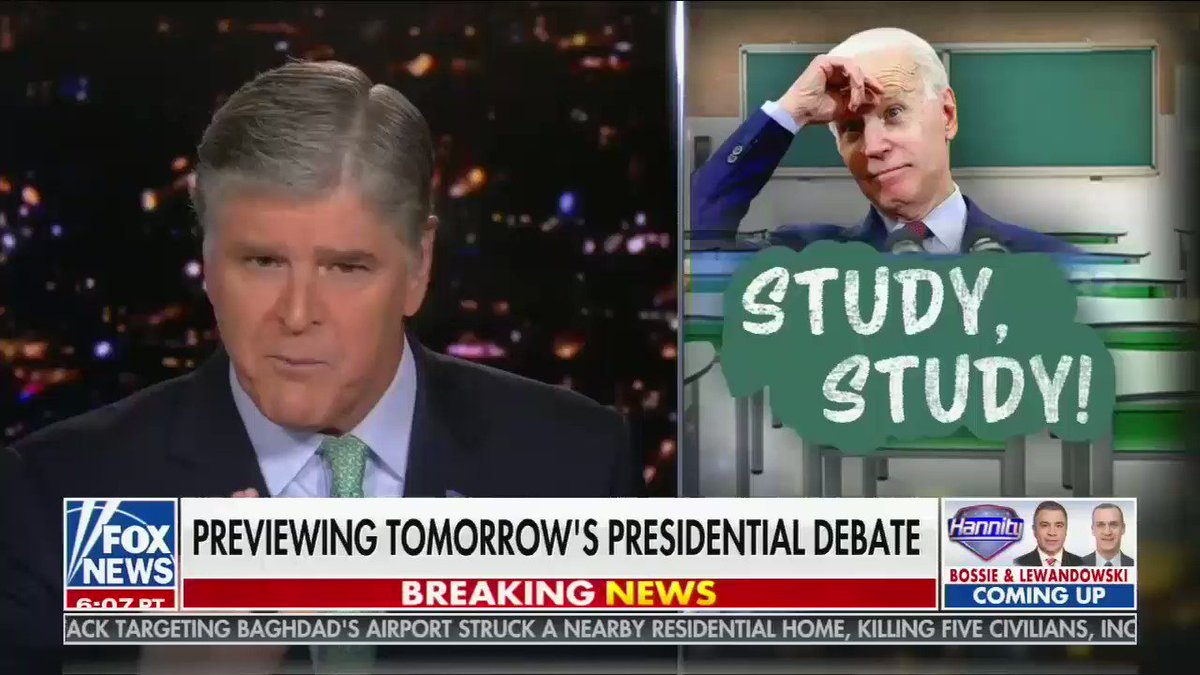 STUDY,
STUDY!
FOX
NEWS
6:07 PT
PREVIEWING TOMORROW'S PRESIDENTIAL DEBATE
BREAKING NEWS
Hannity
BOSSIE & LEWANDOWSKI
COMING UP
ACK TARGETING BAGHDAD'S AIRPORT STRUCK A NEARBY RESIDENTIAL HOME, KILLING FIVE CIVILIANS, INC